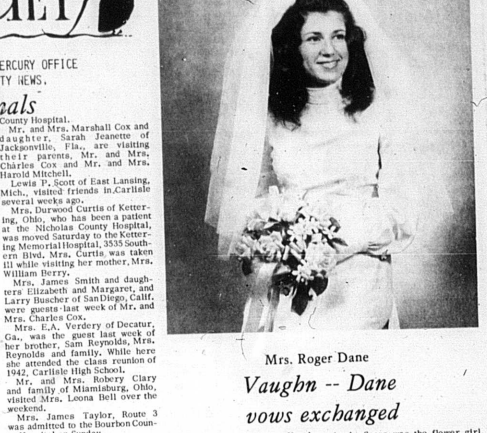 ERCURY OFFICE
TY NEWS.
nals
County Hospital.
Mr. and Mrs. Marshall Cox and
daughter, Sarah Jeanette of
Jacksonville, Fla., are visiting
their parents, Mr. and Mrs.
Charles Cox and Mr. and Mrs.
Harold Mitchell.
Lewis P. Scott of East Lansing,
Mich., visited friends in Carlisle
several weeks ago.
Mrs. Durwood Curtis of Ketter-
ing, Ohio, who has been a patient
at the Nicholas County Hospital,
was moved Saturday to the Ketter-
ing Memorial Hospital, 3535 South-
ern Blvd. Mrs. Curtis was taken
ill while visiting her mother, Mrs.
William Berry.
Mrs. James Smith and daugh-
ters Elizabeth and Margaret, and
Larry Buscher of San Diego, Calif.
were guests last week of Mr. and
Mrs. Charles Cox.
Mrs. E.A. Verdery of Decatur,
Ga., was the guest last week of
her brother, Sam Reynolds, Mrs.
Reynolds and family. While here
she attended the class reunion of
1942, Carlisle High School.
Mr. and Mrs. Robery Clary
and family of Miamisburg, Ohio,
visited Mrs. Leona Bell over the
weekend.
Mrs. James Taylor, Route 3
was admitted to the Bourbon Coun-
Mrs. Roger Dane
Vaughn -- Dane
vows exchanged
the flower girl